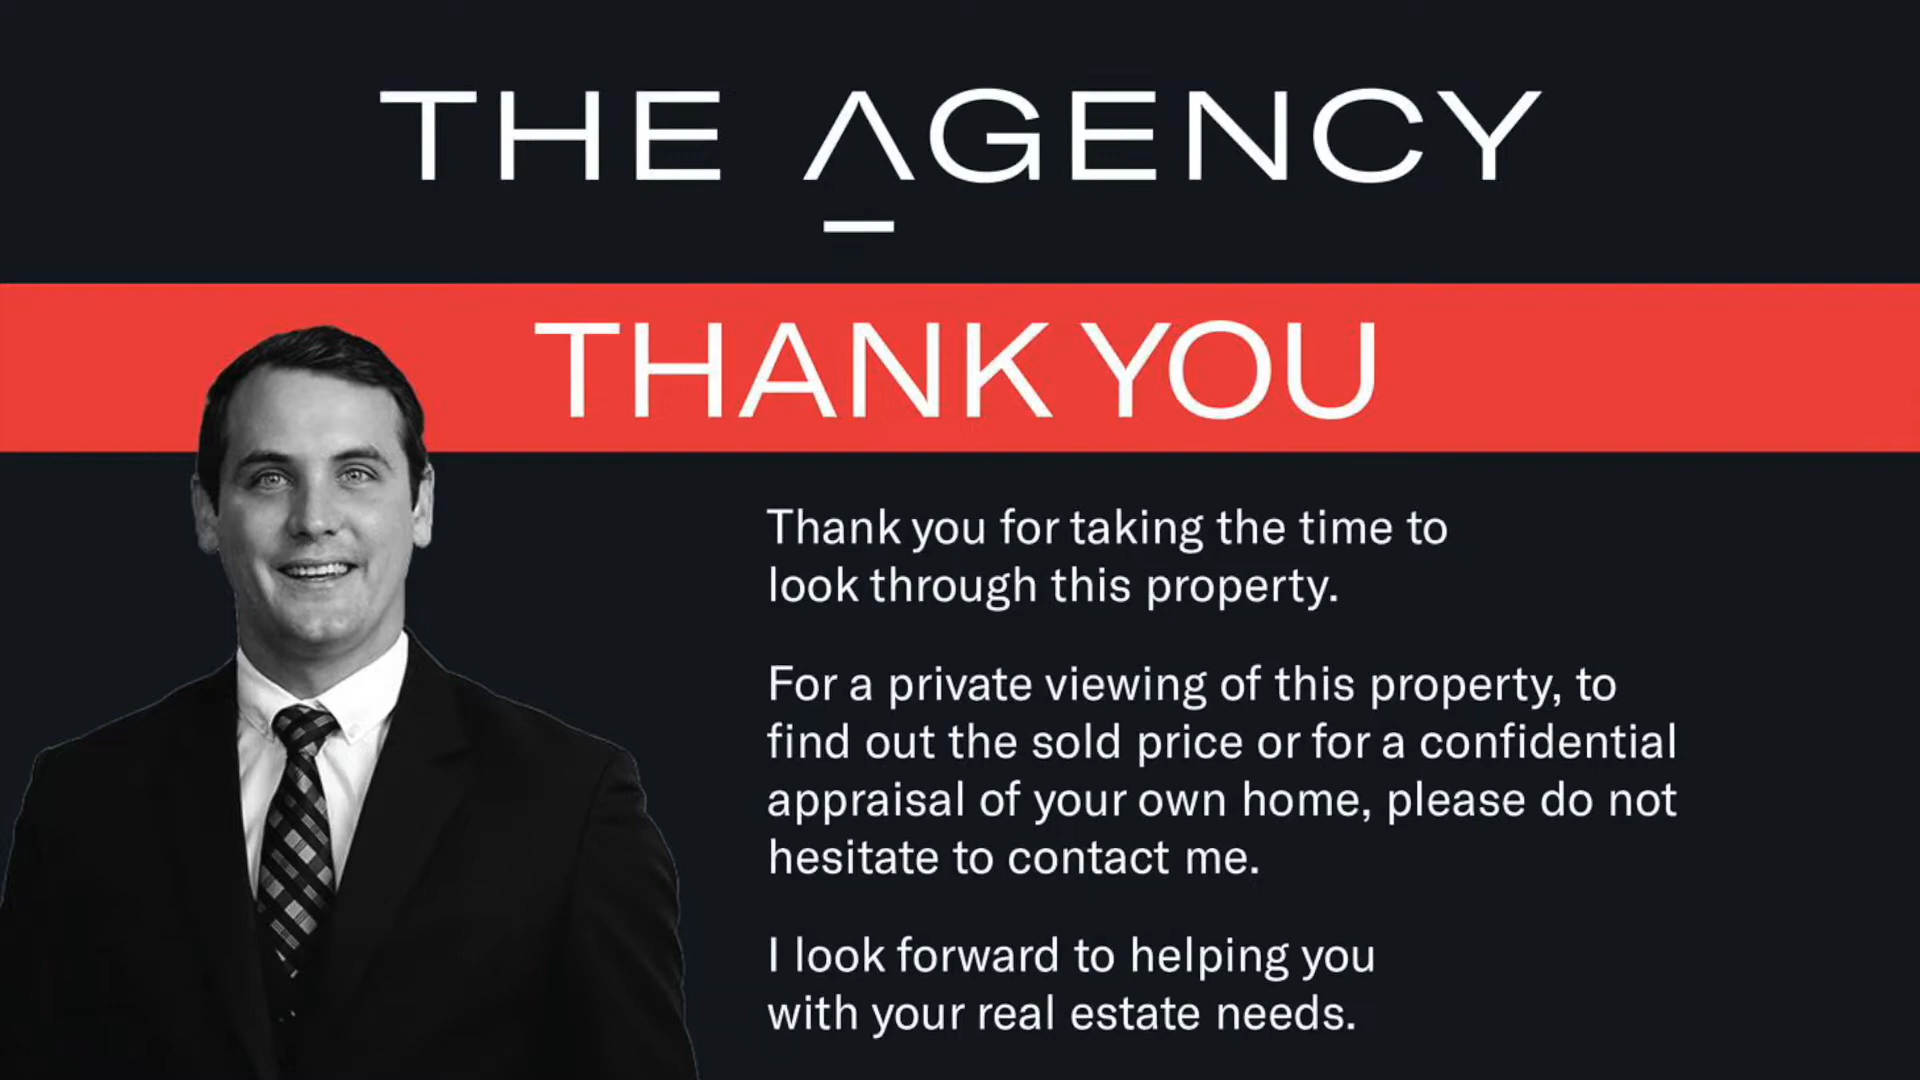 THE AGENCY
THANK YOU
Thank you for taking the time to
look through this property.
For a private viewing of this property, to
find out the sold price or for a confidential
appraisal of your own home, please do not
hesitate to contact me.
I look forward to helping you
with your real estate needs.